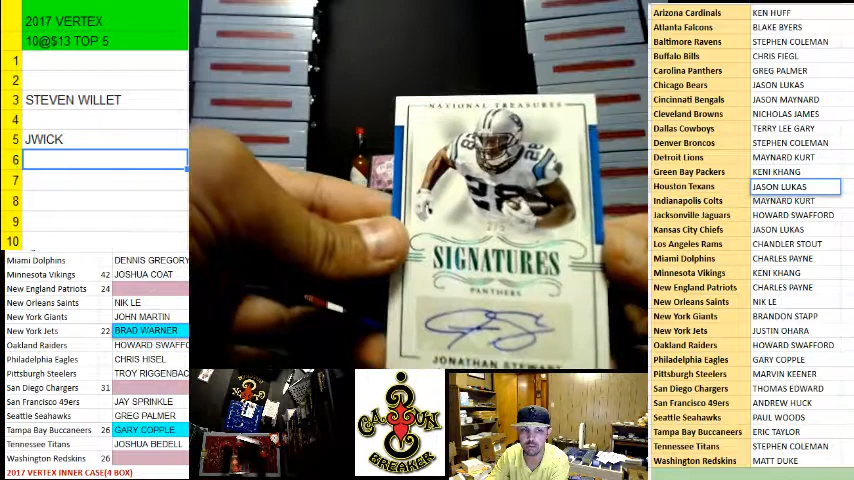 2017 VERTEX
10@$13 TOP 5
1
2
3 STEVEN WILLET
4
5 JWICK
6
7
8
9
10
Miami Dolphins DENNIS GREGORY
Minnesota Vikings 42 JOSHUA COAT
New England Patriots 24
New Orleans Saints NIK LE
New York Giants JOHN MARTIN
New York Jets 22 BRAD WARNER
Oakland Raiders HOWARD SWAFFO
Philadelphia Eagles CHRIS HISEL
Pittsburgh Steelers TROY RIGGENBAC
San Diego Chargers 31
San Francisco 49ers JAY SPRINKLE
Seattle Seahawks GREG PALMER
Tampa Bay Buccaneers 26 GARY COPPLE
Tennessee Titans JOSHUA BEDELL
Washington Redskins 26
2017 VERTEX INNER CASE(4 BOX)
NATIONAL TREASURES
28
28
SIGNATURES
PANTHERS
JONATHAN STEWART
CAJUN
BREAKER
Arizona Cardinals KEN HUFF
Atlanta Falcons BLAKE BYERS
Baltimore Ravens STEPHEN COLEMAN
Buffalo Bills CHRIS FIEGL
Carolina Panthers GREG PALMER
Chicago Bears JASON LUKAS
Cincinnati Bengals JASON MAYNARD
Cleveland Browns NICHOLAS JAMES
Dallas Cowboys TERRY LEE GARY
Denver Broncos STEPHEN COLEMAN
Detroit Lions MAYNARD KURT
Green Bay Packers KENI KHANG
Houston Texans JASON LUKAS
Indianapolis Colts MAYNARD KURT
Jacksonville Jaguars HOWARD SWAFFORD
Kansas City Chiefs JASON LUKAS
Los Angeles Rams CHANDLER STOUT
Miami Dolphins CHARLES PAYNE
Minnesota Vikings KENI KHANG
New England Patriots CHARLES PAYNE
New Orleans Saints NIK LE
New York Giants BRANDON STAPP
New York Jets JUSTIN OHARA
Oakland Raiders HOWARD SWAFFORD
Philadelphia Eagles GARY COPPLE
Pittsburgh Steelers MARVIN KEENER
San Diego Chargers THOMAS EDWARD
San Francisco 49ers ANDREW HUCK
Seattle Seahawks PAUL WOODS
Tampa Bay Buccaneers ERIC TAYLOR
Tennessee Titans STEPHEN COLEMAN
Washington Redskins MATT DUKE